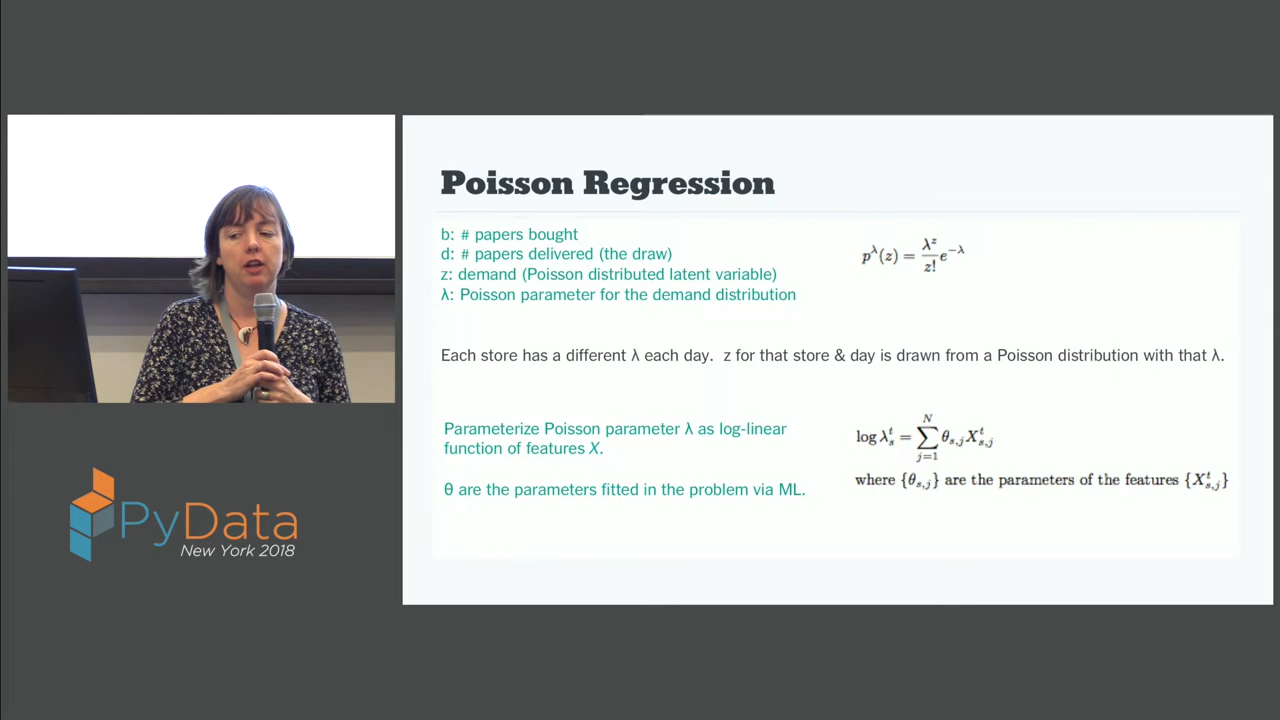 Poisson Regression
b: # papers bought
d: # papers delivered (the draw)
z: demand (Poisson distributed latent variable)
λ: Poisson parameter for the demand distribution
p^λ(z) = λ^z / z! e^−λ
Each store has a different λ each day.  z for that store & day is drawn from a Poisson distribution with that λ.
Parameterize Poisson parameter λ as log-linear
function of features X.
θ are the parameters fitted in the problem via ML.
log λ_s^t = ∑_{j=1}^N θ_{s,j} X_{s,j}^t
where {θ_{s,j}} are the parameters of the features {X_{s,j}^t}
PyData
New York 2018